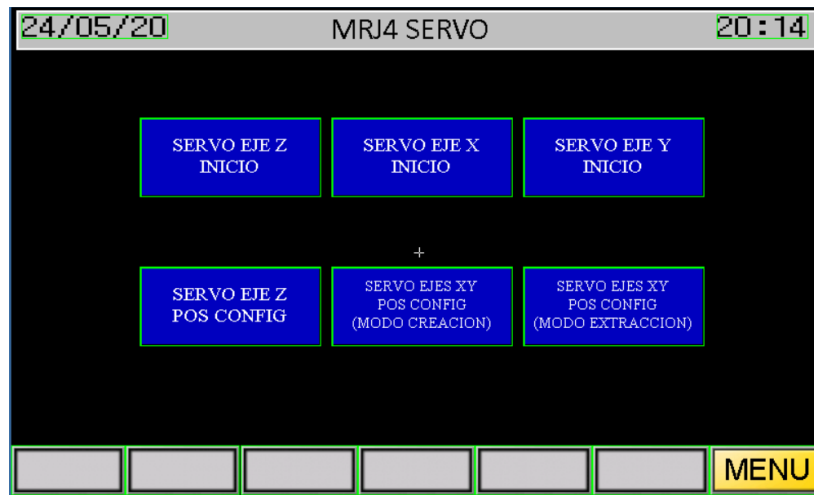 24/05/20 MRJ4 SERVO 20:14
SERVO EJE Z
INICIO
SERVO EJE X
INICIO
SERVO EJE Y
INICIO
SERVO EJE Z
POS CONFIG
SERVO EJES XY
POS CONFIG
(MODO CREACION)
SERVO EJES XY
POS CONFIG
(MODO EXTRACCION)
MENU